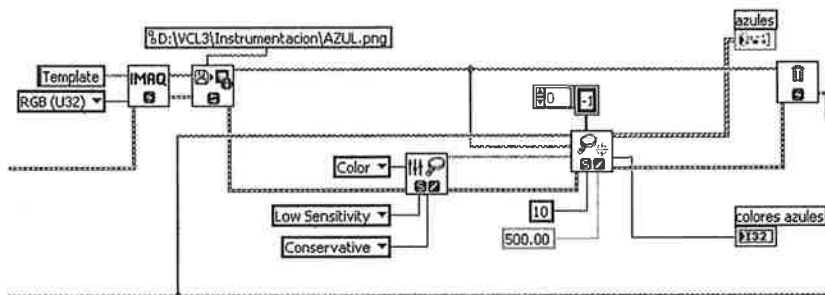 D:\VCL3\Instrumentacion\AZUL.png
azules
Template
IMAQ
RGB (U32)
0
-1
Color
Low Sensitivity
10
Conservative
500.00
colores azules
I32